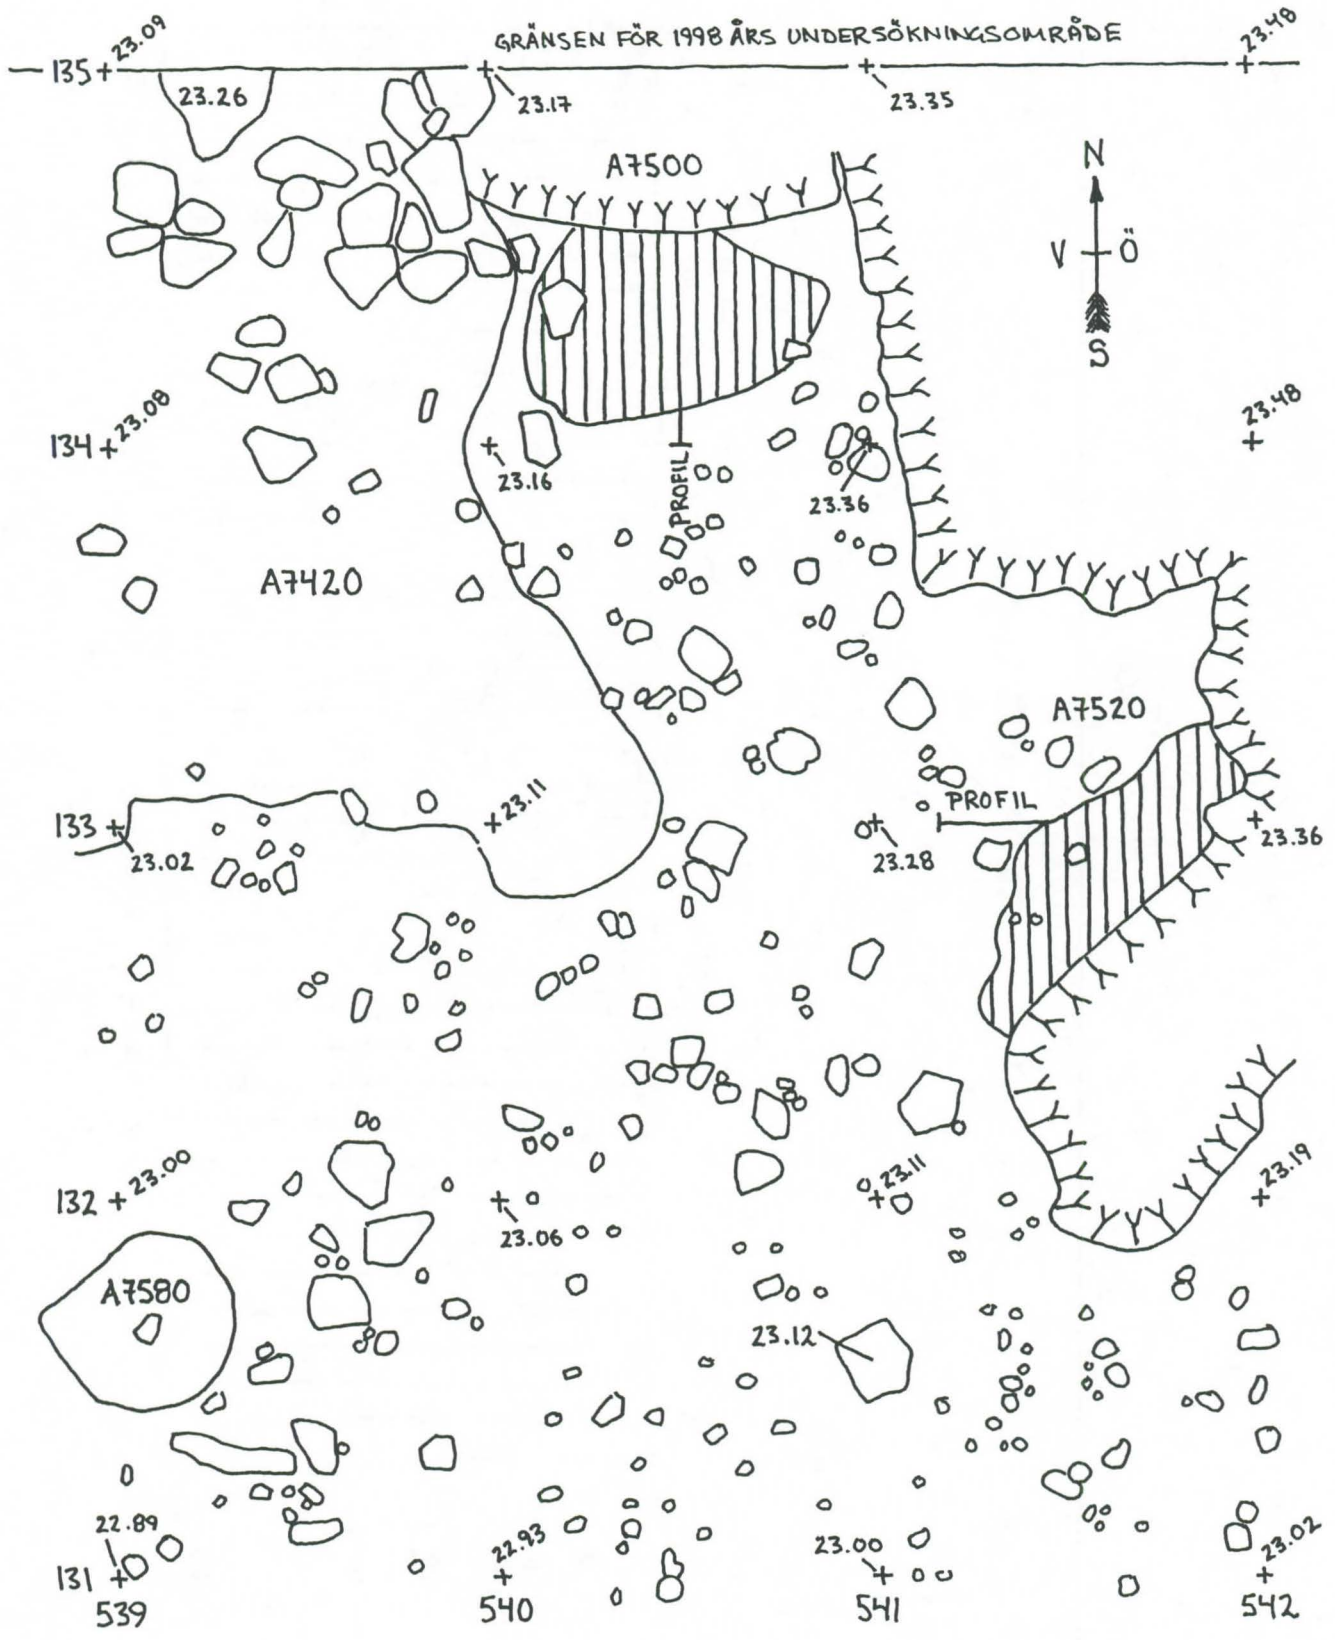 GRÄNSEN FÖR 1998 ÅRS UNDERSÖKNINGSOMRÅDE
135 23.09
23.48
23.26
23.17
23.35
A7500
N
V Ö
S
134 23.08
23.48
23.16
PROFIL
23.36
A7420
A7520
133
23.02
23.11
PROFIL
23.28
23.36
132 23.00
23.06
23.11
23.19
A7580
23.12
22.89
131
539
22.93
540
23.00
541
23.02
542